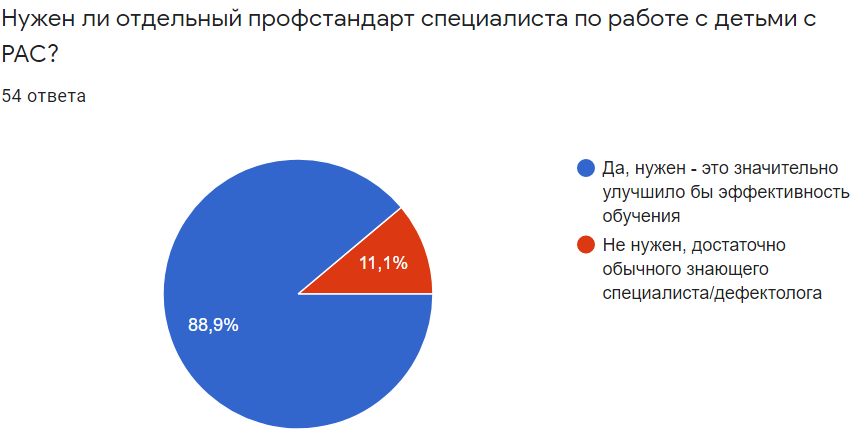 Нужен ли отдельный профстандарт специалиста по работе с детьми с
РАС?
54 ответа
Да, нужен - это значительно
улучшило бы эффективность
обучения
Не нужен, достаточно
обычного знающего
специалиста/дефектолога
11,1%
88,9%